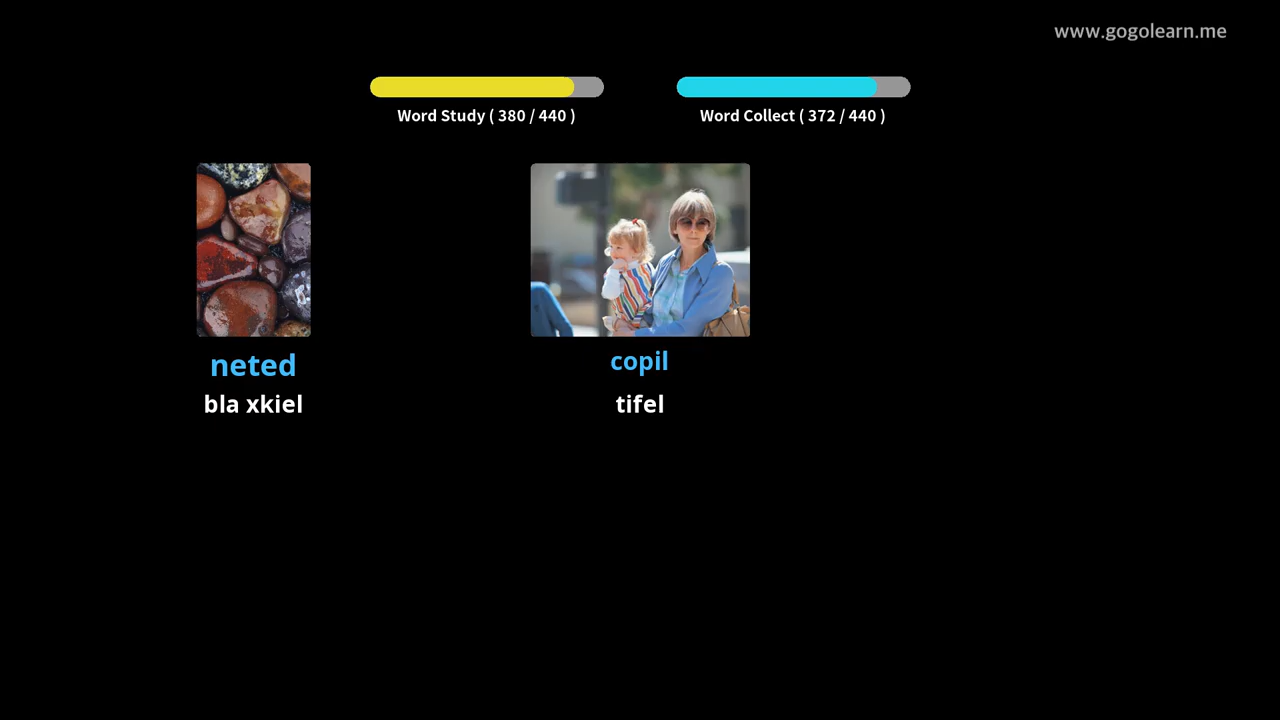 www.gogolearn.me
Word Study ( 380 / 440 )
Word Collect ( 372 / 440 )
neted
bla xkiel
copil
tifel